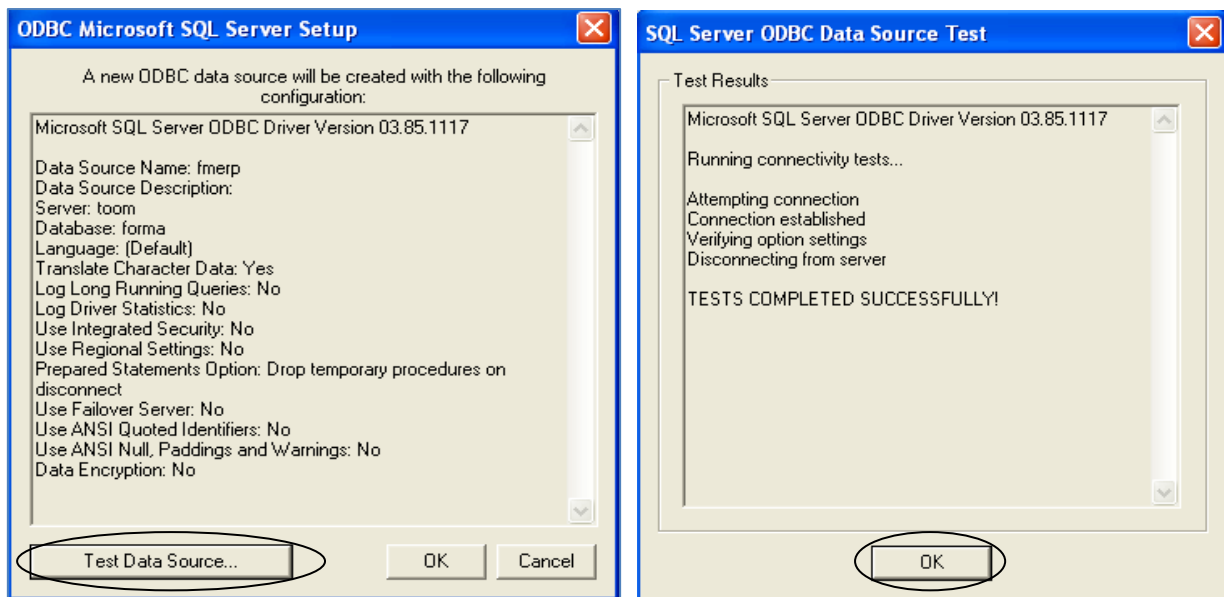 ODBC Microsoft SQL Server Setup
A new ODBC data source will be created with the following
configuration:
Microsoft SQL Server ODBC Driver Version 03.85.1117
Data Source Name: fmerp
Data Source Description:
Server: toom
Database: forma
Language: (Default)
Translate Character Data: Yes
Log Long Running Queries: No
Log Driver Statistics: No
Use Integrated Security: No
Use Regional Settings: No
Prepared Statements Option: Drop temporary procedures on
disconnect
Use Failover Server: No
Use ANSI Quoted Identifiers: No
Use ANSI Null, Paddings and Warnings: No
Data Encryption: No
Test Data Source...
OK
Cancel
SQL Server ODBC Data Source Test
Test Results
Microsoft SQL Server ODBC Driver Version 03.85.1117
Running connectivity tests...
Attempting connection
Connection established
Verifying option settings
Disconnecting from server
TESTS COMPLETED SUCCESSFULLY!
OK